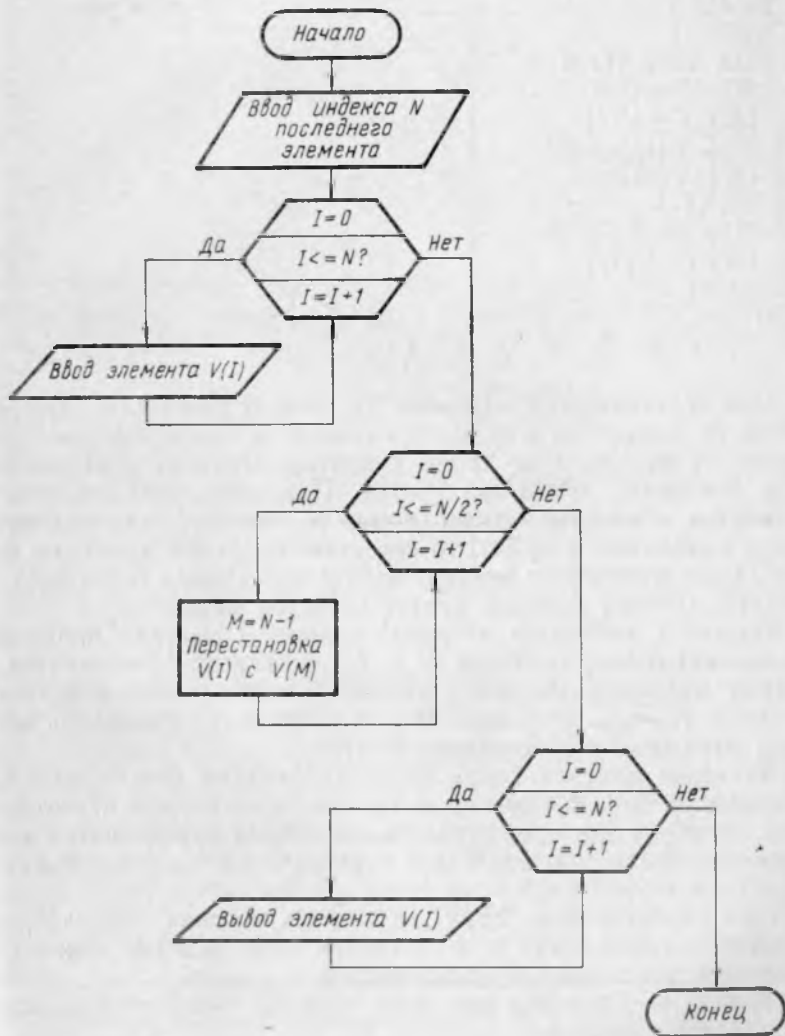 Начало
Ввод индекса N
последнего
элемента
I=0
Да
I<=N?
Нет
I=I+1
Ввод элемента V(I)
I=0
Да
I<=N/2?
Нет
I=I+1
M=N-1
Перестановка
V(I) с V(M)
I=0
Да
I<=N?
Нет
I=I+1
Вывод элемента V(I)
Конец